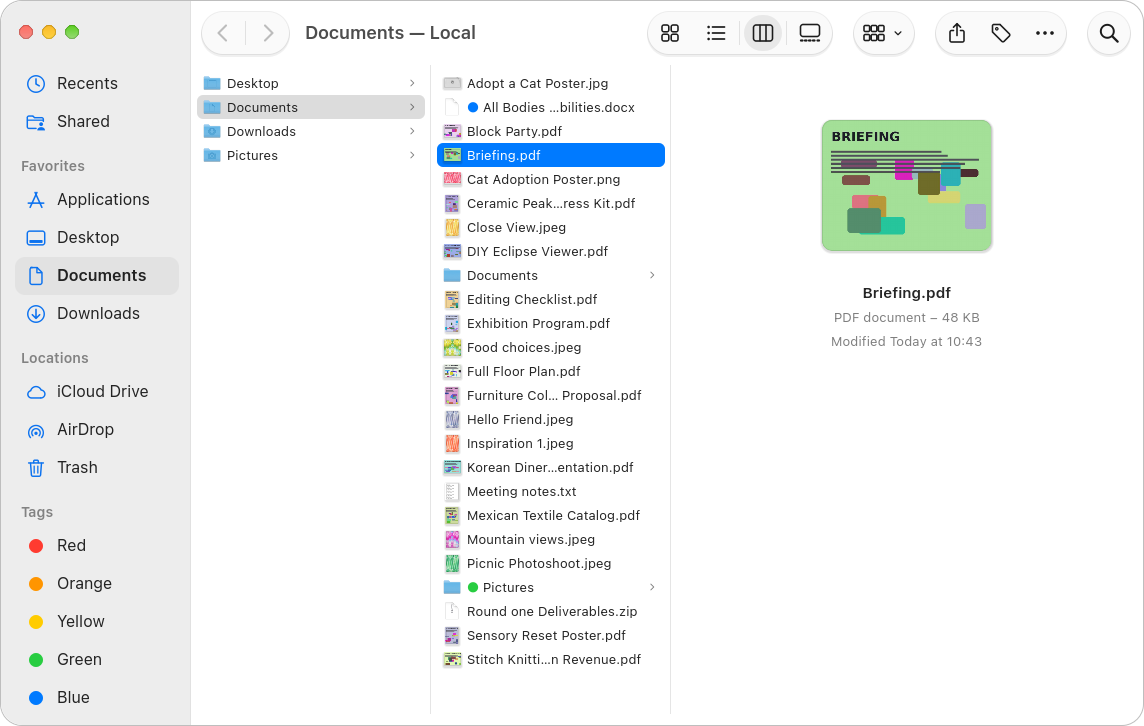 Documents — Local
Recents
Shared
Favorites
Applications
Desktop
Documents
Downloads
Locations
iCloud Drive
AirDrop
Trash
Tags
Red
Orange
Yellow
Green
Blue
Desktop
Documents
Downloads
Pictures
Adopt a Cat Poster.jpg
All Bodies ...bilities.docx
Block Party.pdf
Briefing.pdf
Cat Adoption Poster.png
Ceramic Peak...ress Kit.pdf
Close View.jpeg
DIY Eclipse Viewer.pdf
Documents
Editing Checklist.pdf
Exhibition Program.pdf
Food choices.jpeg
Full Floor Plan.pdf
Furniture Col... Proposal.pdf
Hello Friend.jpeg
Inspiration 1.jpeg
Korean Diner...entation.pdf
Meeting notes.txt
Mexican Textile Catalog.pdf
Mountain views.jpeg
Picnic Photoshoot.jpeg
Pictures
Round one Deliverables.zip
Sensory Reset Poster.pdf
Stitch Knitti...n Revenue.pdf
BRIEFING
Briefing.pdf
PDF document – 48 KB
Modified Today at 10:43